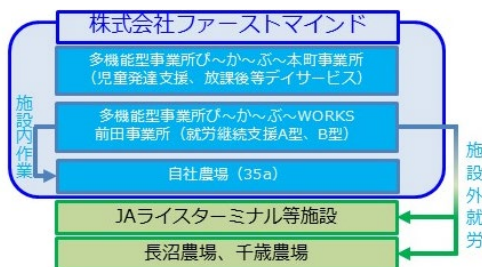 株式会社ファーストマインド
多機能型事業所ぴ～か～ぶ～本町事業所
（児童発達支援、放課後等デイサービス）
多機能型事業所ぴ～か～ぶ～WORKS
前田事業所（就労継続支援A型、B型）
自社農場（35a）
施設内作業
JAライスターミナル等施設
長沼農場、千歳農場
施設外就労